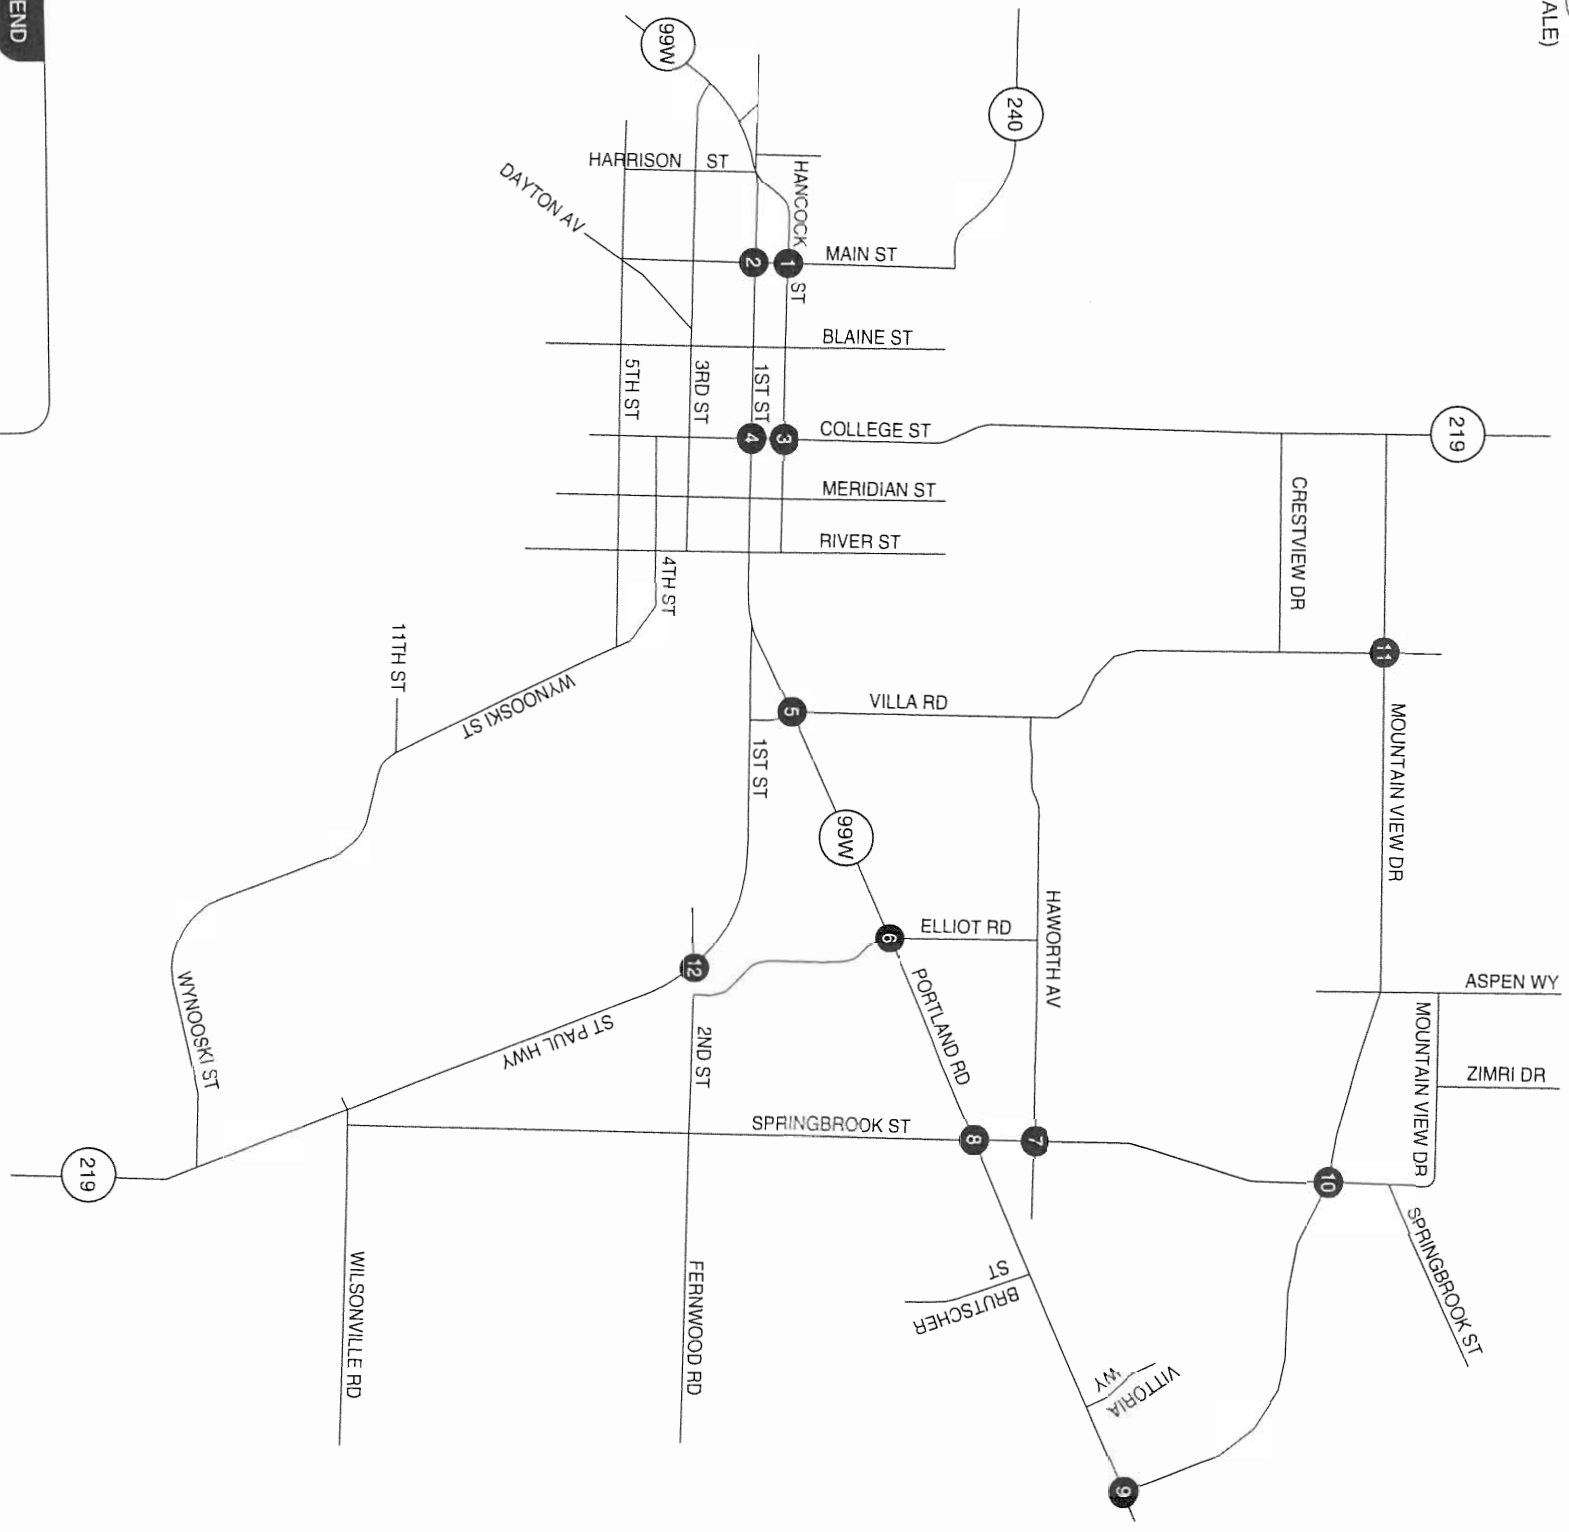 END
ALE)
99W
240
HARRISON ST
HANCOCK ST
DAYTON AV
MAIN ST
1
2
BLAINE ST
5TH ST
3RD ST
1ST ST
COLLEGE ST
3
4
219
MERIDIAN ST
CRESTVIEW DR
RIVER ST
4TH ST
11TH ST
WYNOOSKI ST
11
VILLA RD
5
MOUNTAIN VIEW DR
1ST ST
99W
HAWORTH AV
ELLIOT RD
6
12
PORTLAND RD
ASPEN WY
WYNOOSKI ST
ST PAUL HWY
2ND ST
MOUNTAIN VIEW DR
ZIMRI DR
SPRINGBROOK ST
8
7
219
10
SPRINGBROOK ST
WILSONVILLE RD
FERNWOOD RD
BRUTSCHER
ST
VITTORIA
WY
9